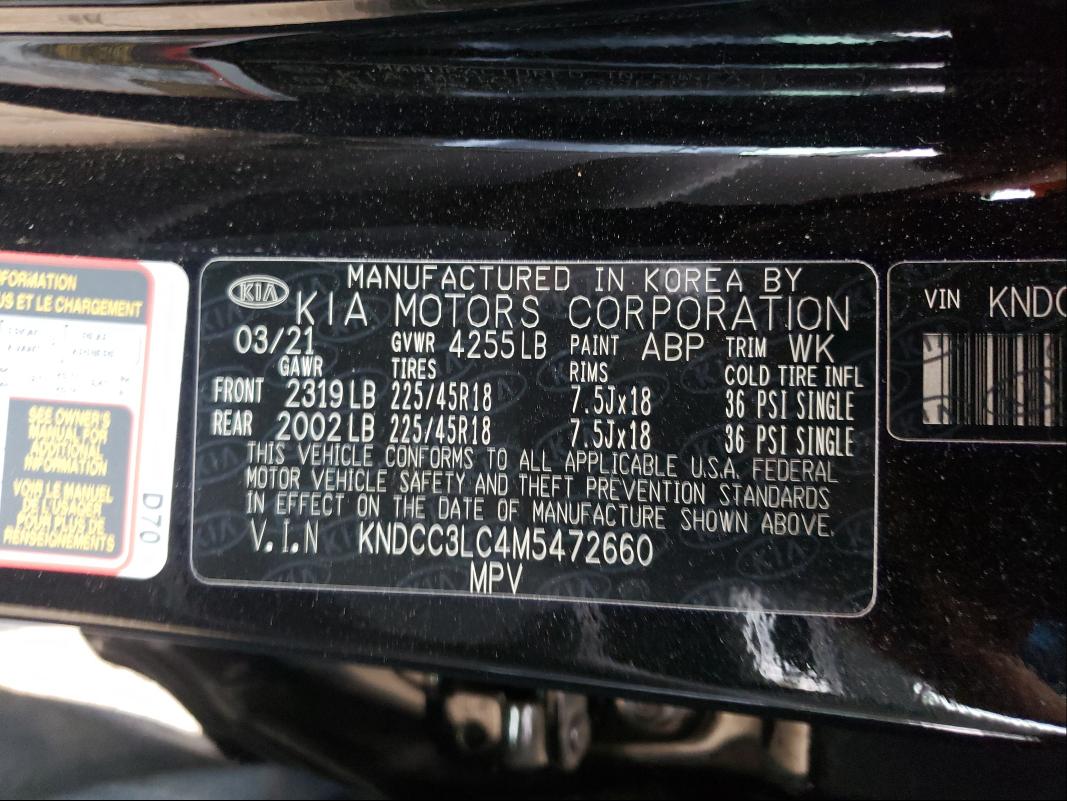 KIA
MANUFACTURED IN KOREA BY
KIA MOTORS CORPORATION
03/21 GVWR 4255LB PAINT ABP TRIM WK
GAWR TIRES RIMS COLD TIRE INFL
FRONT 2319LB 225/45R18 7.5Jx18 36 PSI SINGLE
REAR 2002LB 225/45R18 7.5Jx18 36 PSI SINGLE
THIS VEHICLE CONFORMS TO ALL APPLICABLE U.S.A. FEDERAL
MOTOR VEHICLE SAFETY AND THEFT PREVENTION STANDARDS
IN EFFECT ON THE DATE OF MANUFACTURE SHOWN ABOVE.
V.I.N KNDCC3LC4M5472660
MPV
FORMATION
US ET LE CHARGEMENT
SEE OWNER'S
MANUAL FOR
ADDITIONAL
INFORMATION
VOIR LE MANUEL
DE L'USAGER
POUR PLUS DE
RENSEIGNEMENTS
D70
VIN KNDC